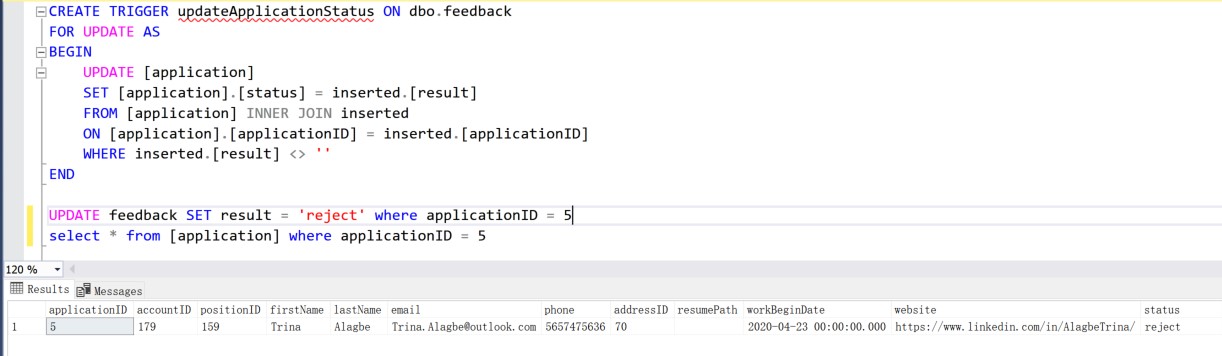 CREATE TRIGGER updateApplicationStatus ON dbo.feedback
FOR UPDATE AS
BEGIN
UPDATE [application]
SET [application].[status] = inserted.[result]
FROM [application] INNER JOIN inserted
ON [application].[applicationID] = inserted.[applicationID]
WHERE inserted.[result] <> ''
END
UPDATE feedback SET result = 'reject' where applicationID = 5
select * from [application] where applicationID = 5
120 %
Results Messages
applicationID accountID positionID firstName lastName email phone addressID resumePath workBeginDate website status
1 5 179 159 Trina Alagbe Trina.Alagbe@outlook.com 5657475636 70 2020-04-23 00:00:00.000 https://www.linkedin.com/in/AlagbeTrina/ reject